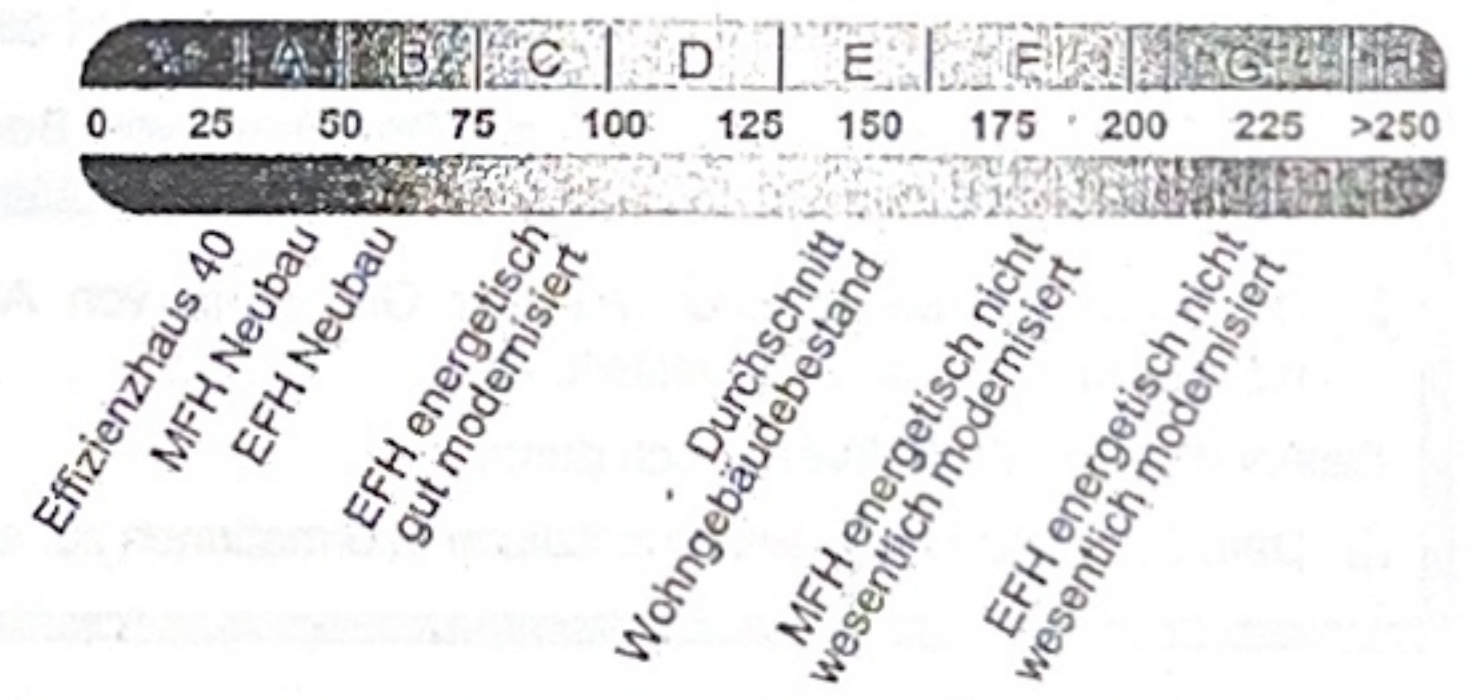 A B C D E F G H
0 25 50 75 100 125 150 175 200 225 >250
Effizienzhaus 40
MFH Neubau
EFH Neubau
EFH energetisch
gut modernisiert
Durchschnitt
Wohngebäudebestand
MFH energetisch nicht
wesentlich modernisiert
EFH energetisch nicht
wesentlich modernisiert